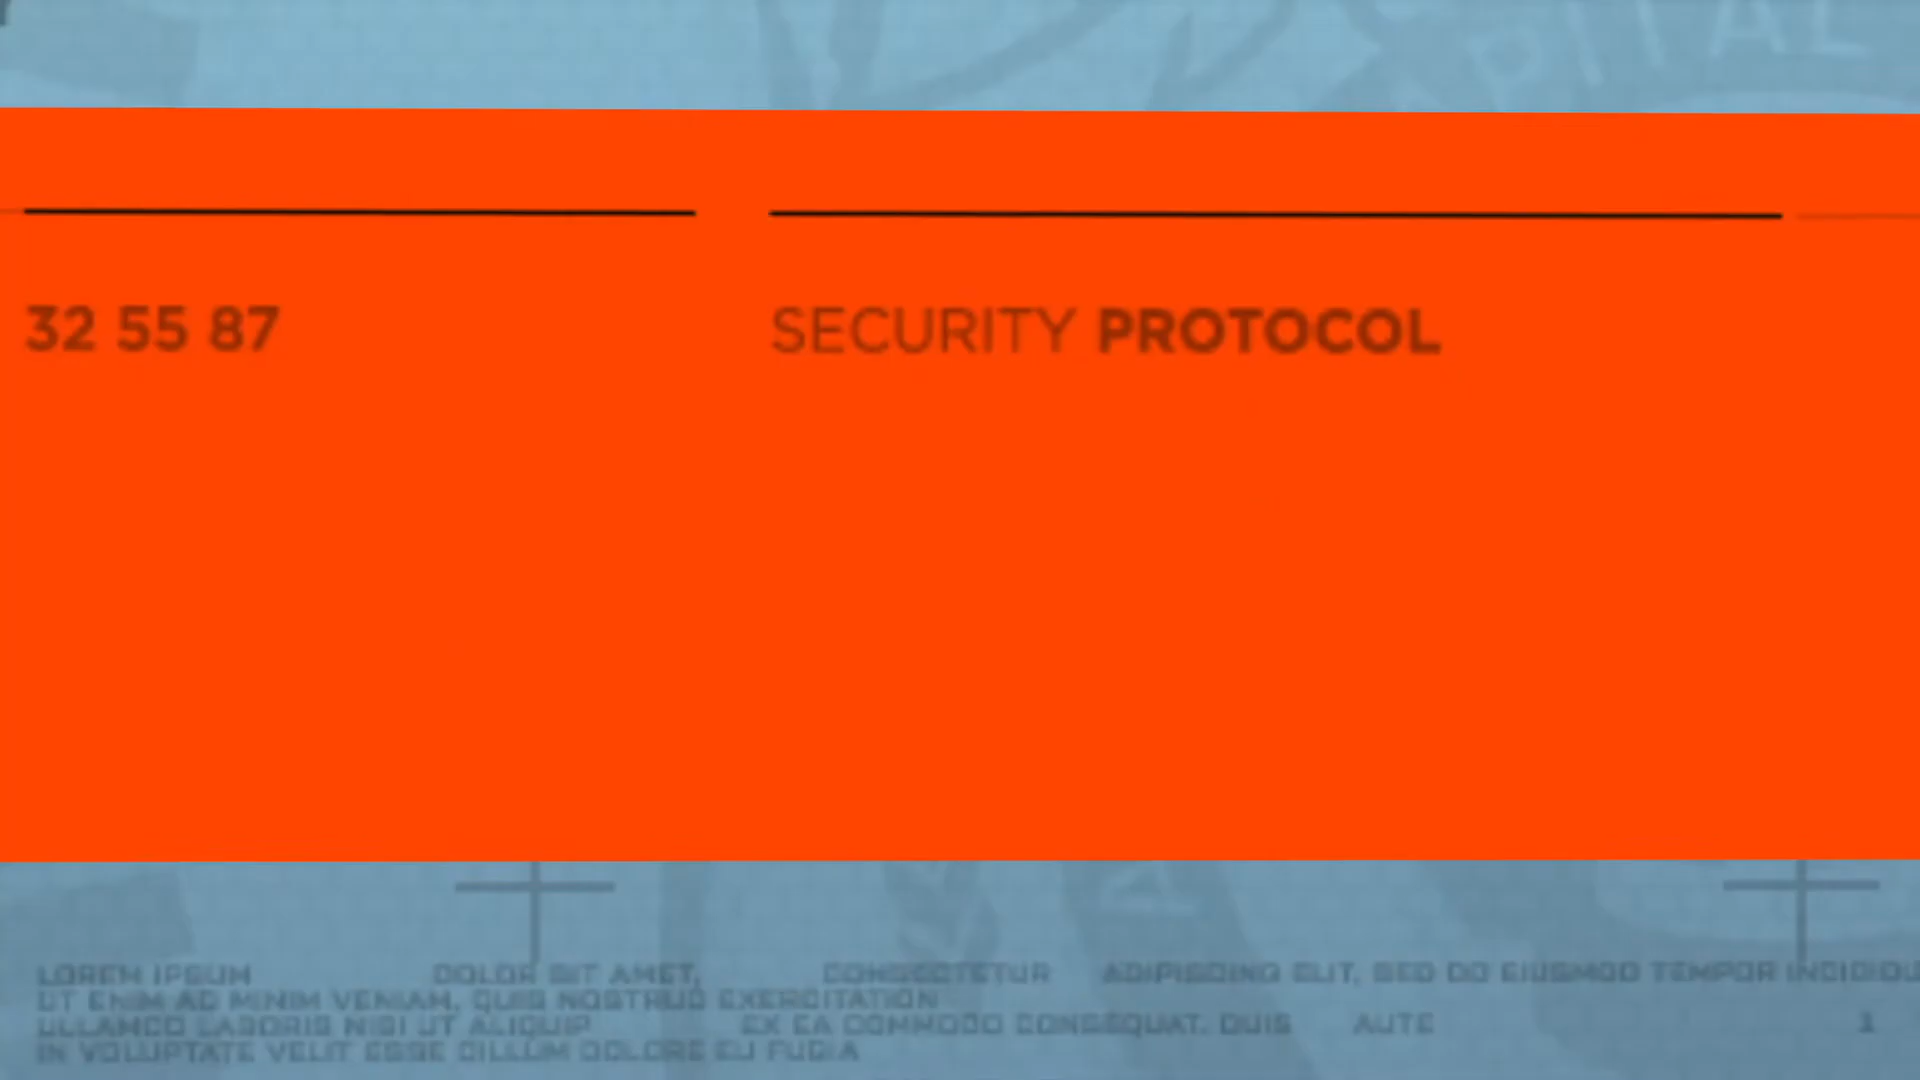 PITAL
32 55 87
SECURITY PROTOCOL
LOREM IPSUM DOLOR SIT AMET, CONSECTETUR ADIPISCING ELIT, SED DO EIUSMOD TEMPOR INCIDIDU
UT ENIM AD MINIM VENIAM, QUIS NOSTRUD EXERCITATION
ULLAMCO LABORIS NISI UT ALIQUIP EX EA COMMODO CONSEQUAT. DUIS AUTE
IN VOLUPTATE VELIT ESSE CILLUM DOLORE EU FUGIA